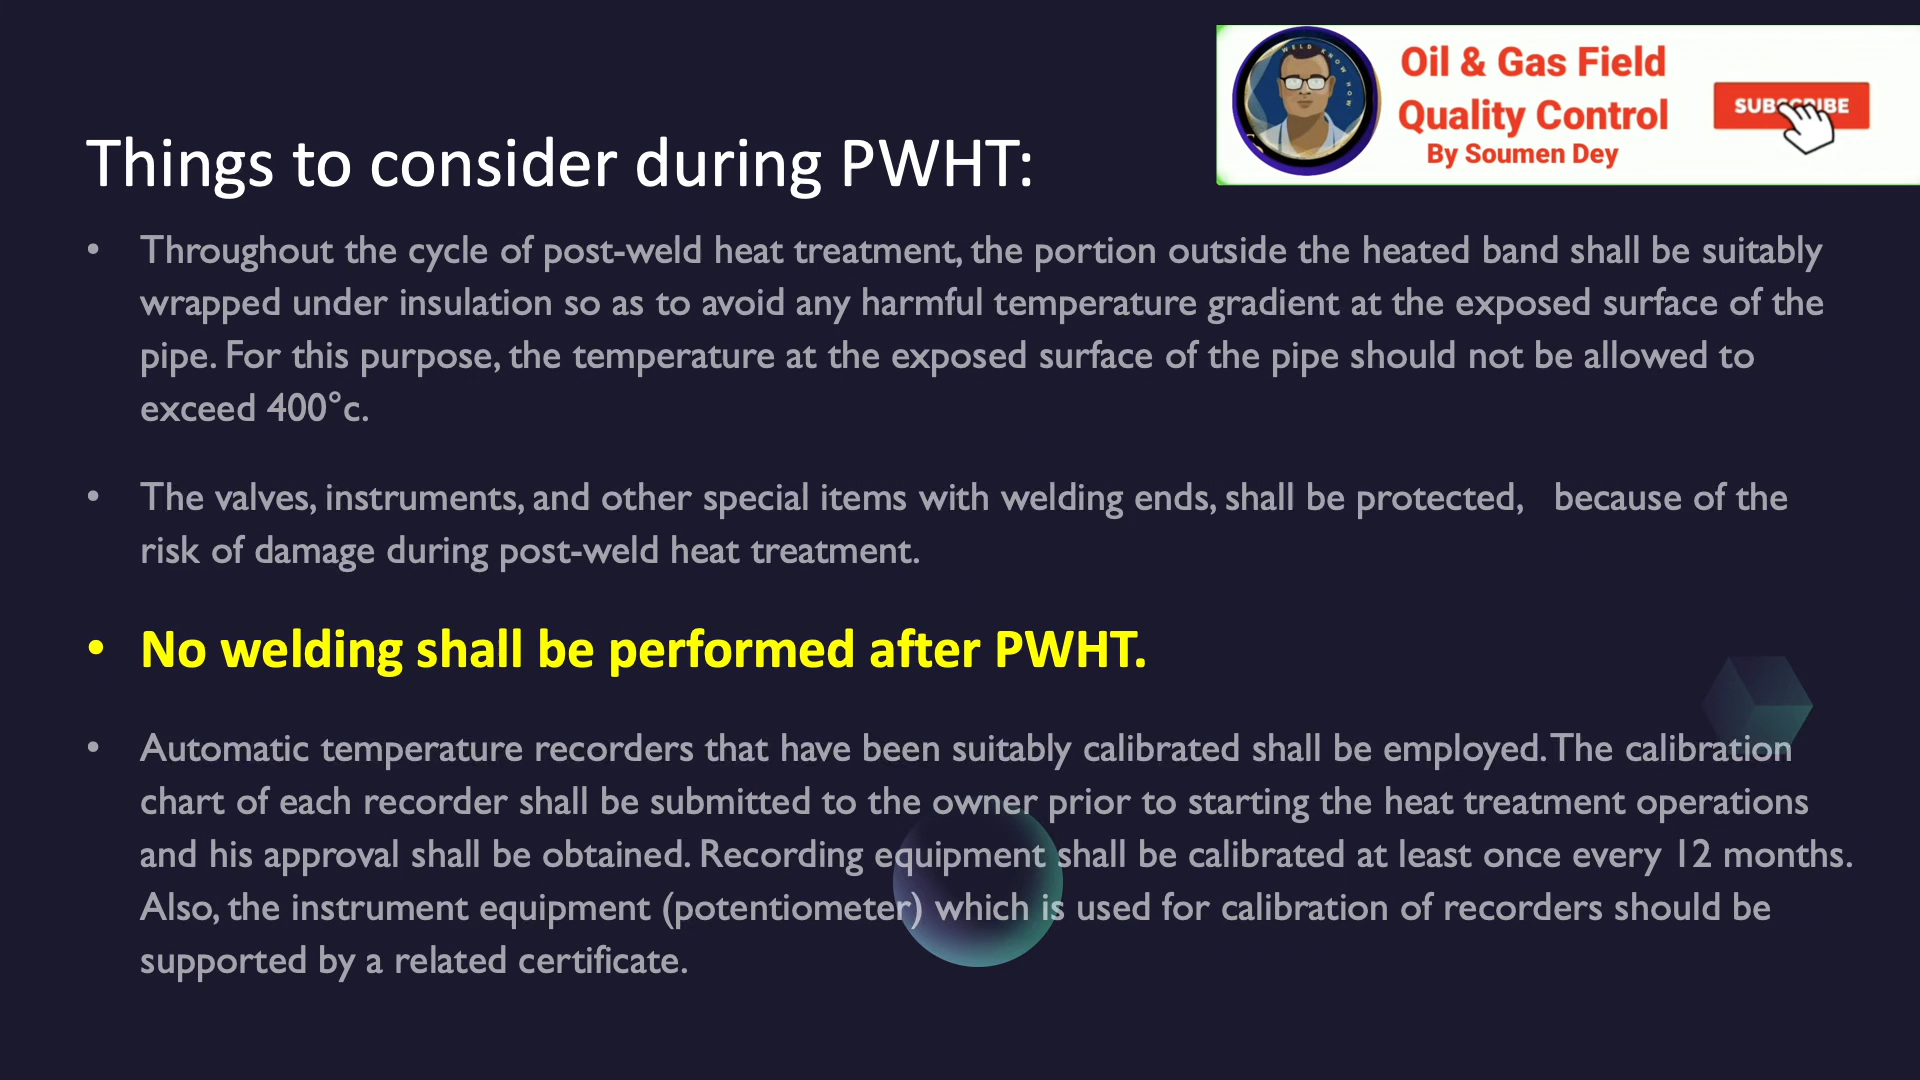 Oil & Gas Field
Quality Control
By Soumen Dey
SUBSCRIBE
WELD KNOW HOW
Things to consider during PWHT:
• Throughout the cycle of post-weld heat treatment, the portion outside the heated band shall be suitably
wrapped under insulation so as to avoid any harmful temperature gradient at the exposed surface of the
pipe. For this purpose, the temperature at the exposed surface of the pipe should not be allowed to
exceed 400°c.
• The valves, instruments, and other special items with welding ends, shall be protected, because of the
risk of damage during post-weld heat treatment.
• No welding shall be performed after PWHT.
• Automatic temperature recorders that have been suitably calibrated shall be employed. The calibration
chart of each recorder shall be submitted to the owner prior to starting the heat treatment operations
and his approval shall be obtained. Recording equipment shall be calibrated at least once every 12 months.
Also, the instrument equipment (potentiometer) which is used for calibration of recorders should be
supported by a related certificate.